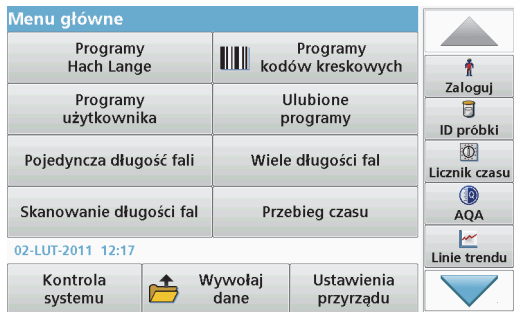 Menu główne
Programy
Hach Lange
Programy
kodów kreskowych
Programy
użytkownika
Ulubione
programy
Pojedyncza długość fali
Wiele długości fal
Skanowanie długości fal
Przebieg czasu
02-LUT-2011 12:17
Kontrola
systemu
Wywołaj
dane
Ustawienia
przyrządu
Zaloguj
ID próbki
Licznik czasu
AQA
Linie trendu